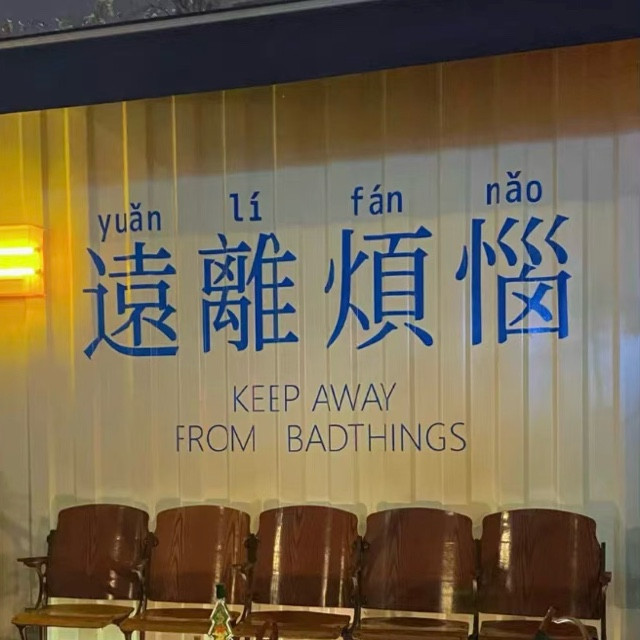 yuǎn lí fán nǎo
遠離煩惱
KEEP AWAY
FROM BADTHINGS